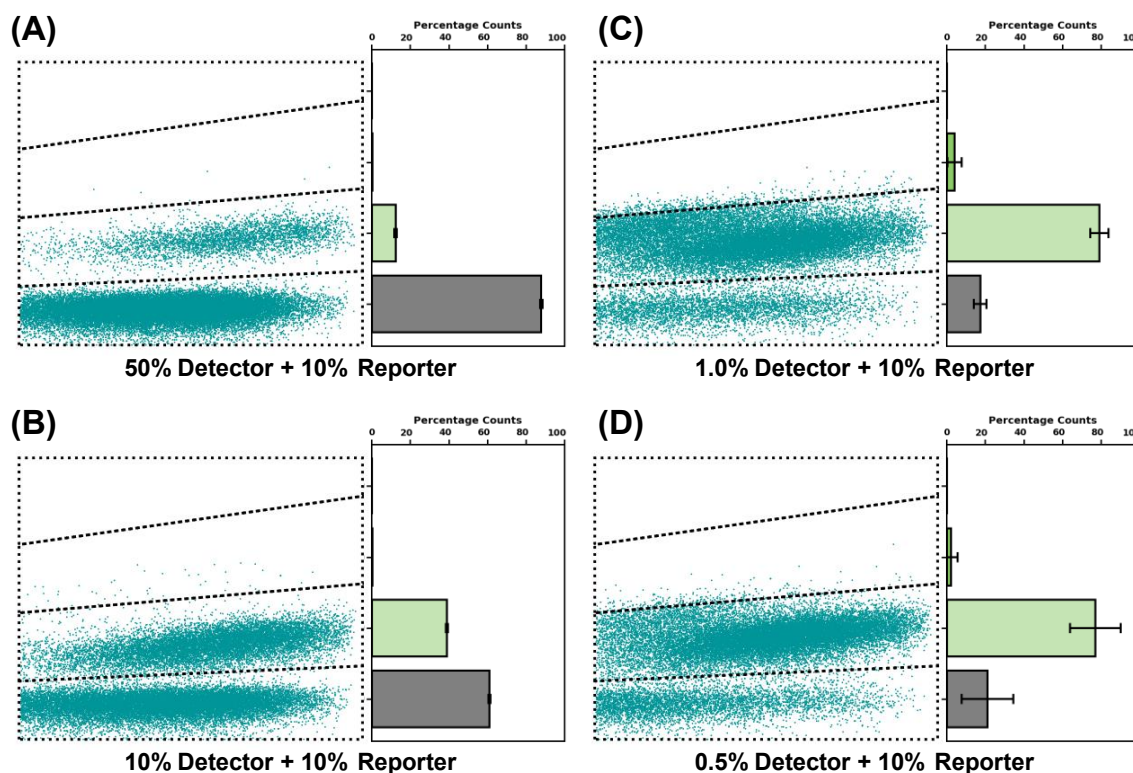 (A)
Percentage Counts
0 20 40 60 80 100
50% Detector + 10% Reporter
(C)
Percentage Counts
0 20 40 60 80 100
1.0% Detector + 10% Reporter
(B)
Percentage Counts
0 20 40 60 80 100
10% Detector + 10% Reporter
(D)
Percentage Counts
0 20 40 60 80 100
0.5% Detector + 10% Reporter